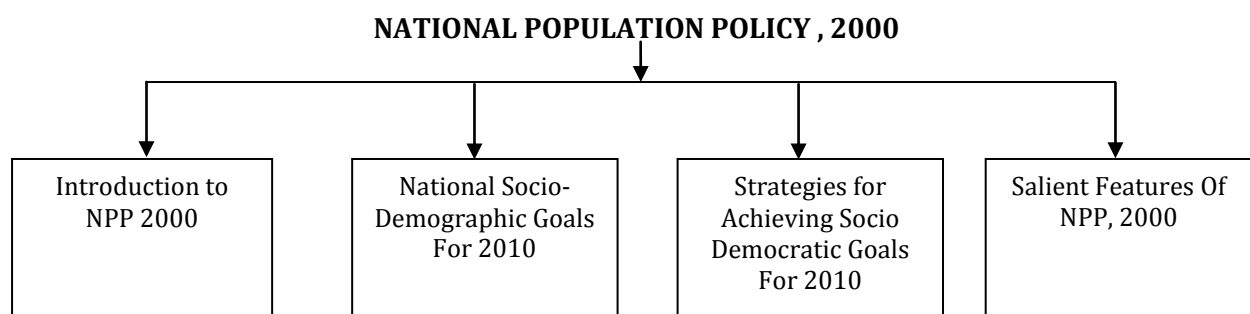 NATIONAL POPULATION POLICY , 2000
Introduction to
NPP 2000
National Socio-
Demographic Goals
For 2010
Strategies for
Achieving Socio
Democratic Goals
For 2010
Salient Features Of
NPP, 2000